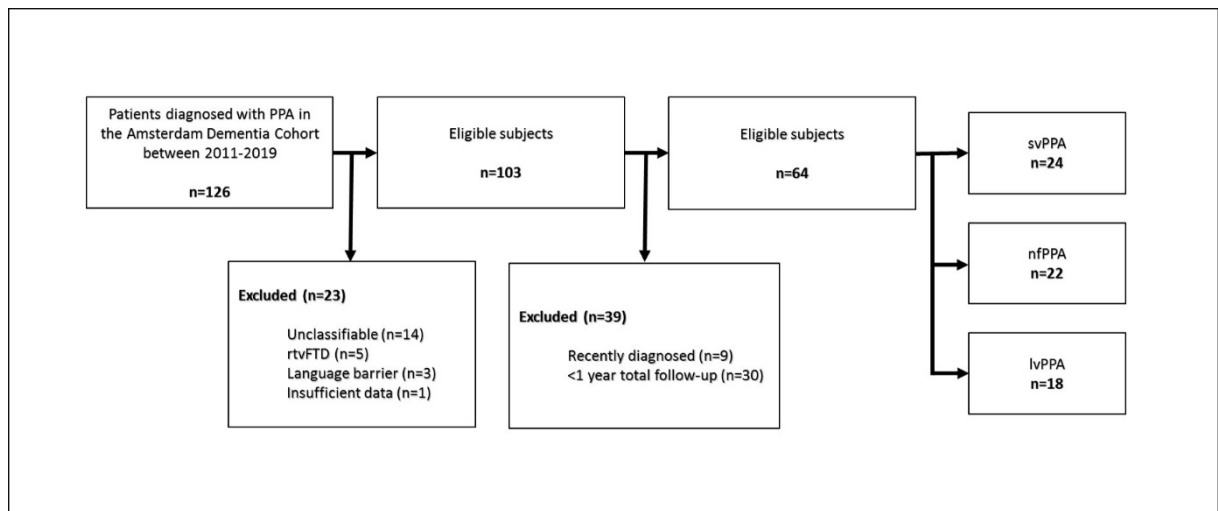 Patients diagnosed with PPA in
the Amsterdam Dementia Cohort
between 2011-2019
n=126
Eligible subjects
n=103
Eligible subjects
n=64
svPPA
n=24
nfPPA
n=22
lvPPA
n=18
Excluded (n=23)
Unclassifiable (n=14)
rtvFTD (n=5)
Language barrier (n=3)
Insufficient data (n=1)
Excluded (n=39)
Recently diagnosed (n=9)
<1 year total follow-up (n=30)